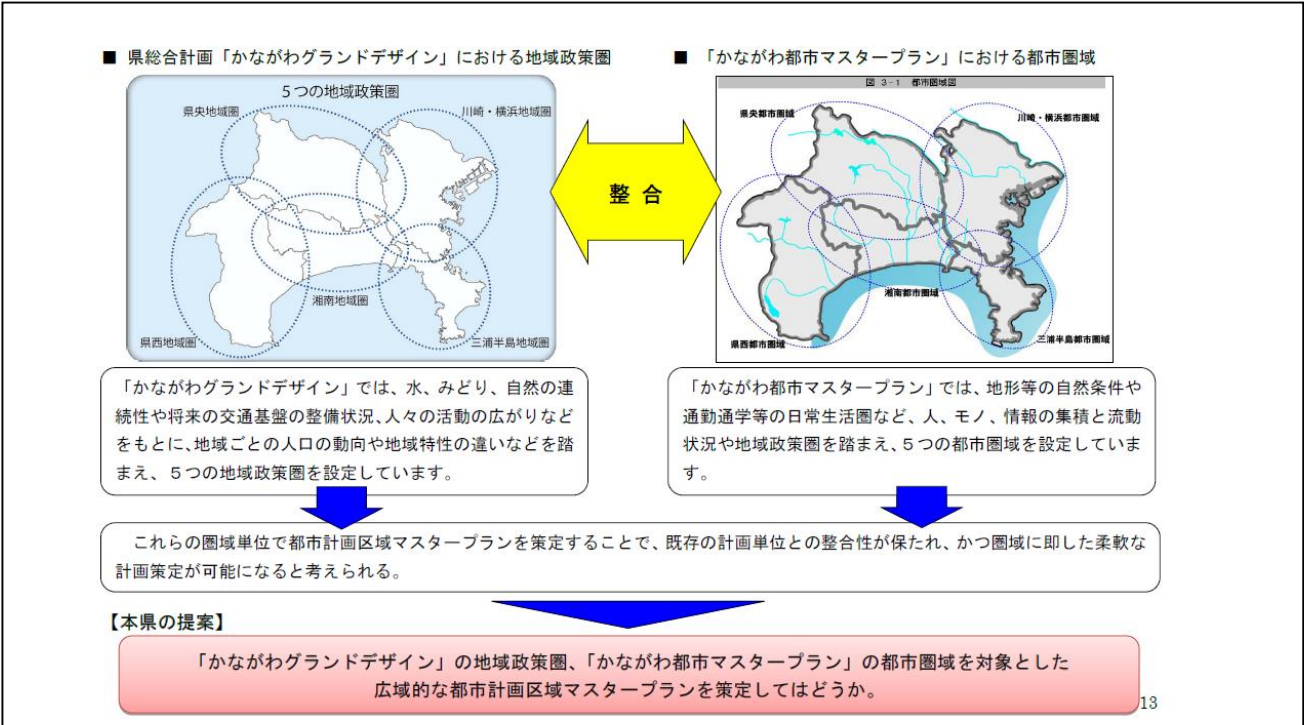 ■ 県総合計画「かながわグランドデザイン」における地域政策圏
５つの地域政策圏
県央地域圏
川崎・横浜地域圏
湘南地域圏
県西地域圏
三浦半島地域圏
整 合
■ 「かながわ都市マスタープラン」における都市圏域
図 3-1 都市圏域図
県央都市圏域
川崎・横浜都市圏域
湘南都市圏域
県西都市圏域
三浦半島都市圏域
「かながわグランドデザイン」では、水、みどり、自然の連
続性や将来の交通基盤の整備状況、人々の活動の広がりなど
をもとに、地域ごとの人口の動向や地域特性の違いなどを踏
まえ、５つの地域政策圏を設定しています。
「かながわ都市マスタープラン」では、地形等の自然条件や
通勤通学等の日常生活圏など、人、モノ、情報の集積と流動
状況や地域政策圏を踏まえ、５つの都市圏域を設定していま
す。
これらの圏域単位で都市計画区域マスタープランを策定することで、既存の計画単位との整合性が保たれ、かつ圏域に即した柔軟な
計画策定が可能になると考えられる。
【本県の提案】
「かながわグランドデザイン」の地域政策圏、「かながわ都市マスタープラン」の都市圏域を対象とした
広域的な都市計画区域マスタープランを策定してはどうか。
13